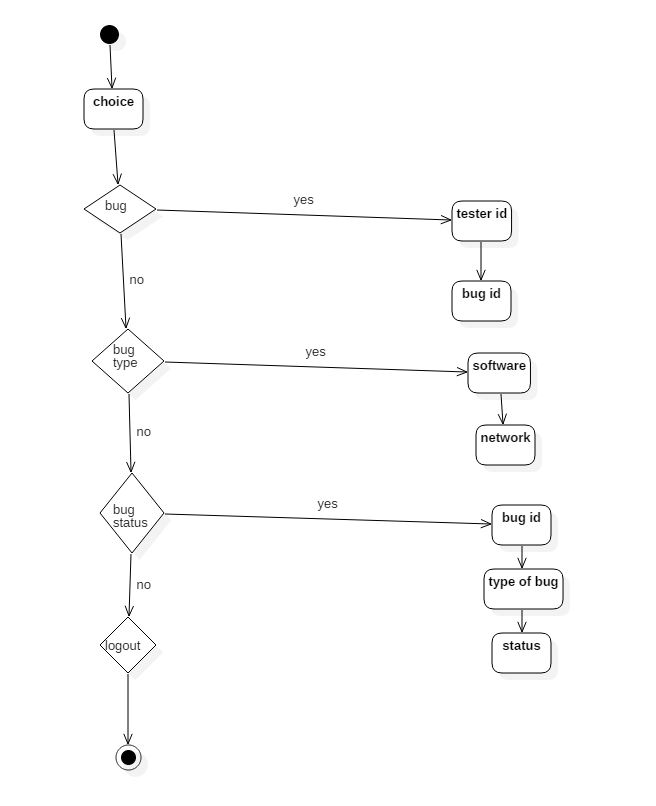 choice
bug
yes
tester id
no
bug id
bug
type
yes
software
no
network
bug
status
yes
bug id
no
type of bug
logout
status